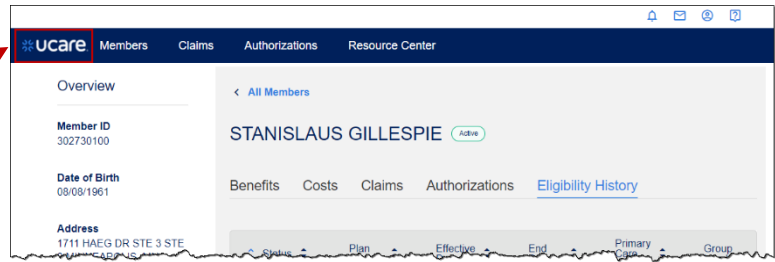 ucare. Members Claims Authorizations Resource Center
Overview
< All Members
Member ID
302730100
STANISLAUS GILLESPIE Active
Date of Birth
08/08/1961
Benefits Costs Claims Authorizations Eligibility History
Address
1711 HAEG DR STE 3 STE
Status Plan Effective End Primary Care Group